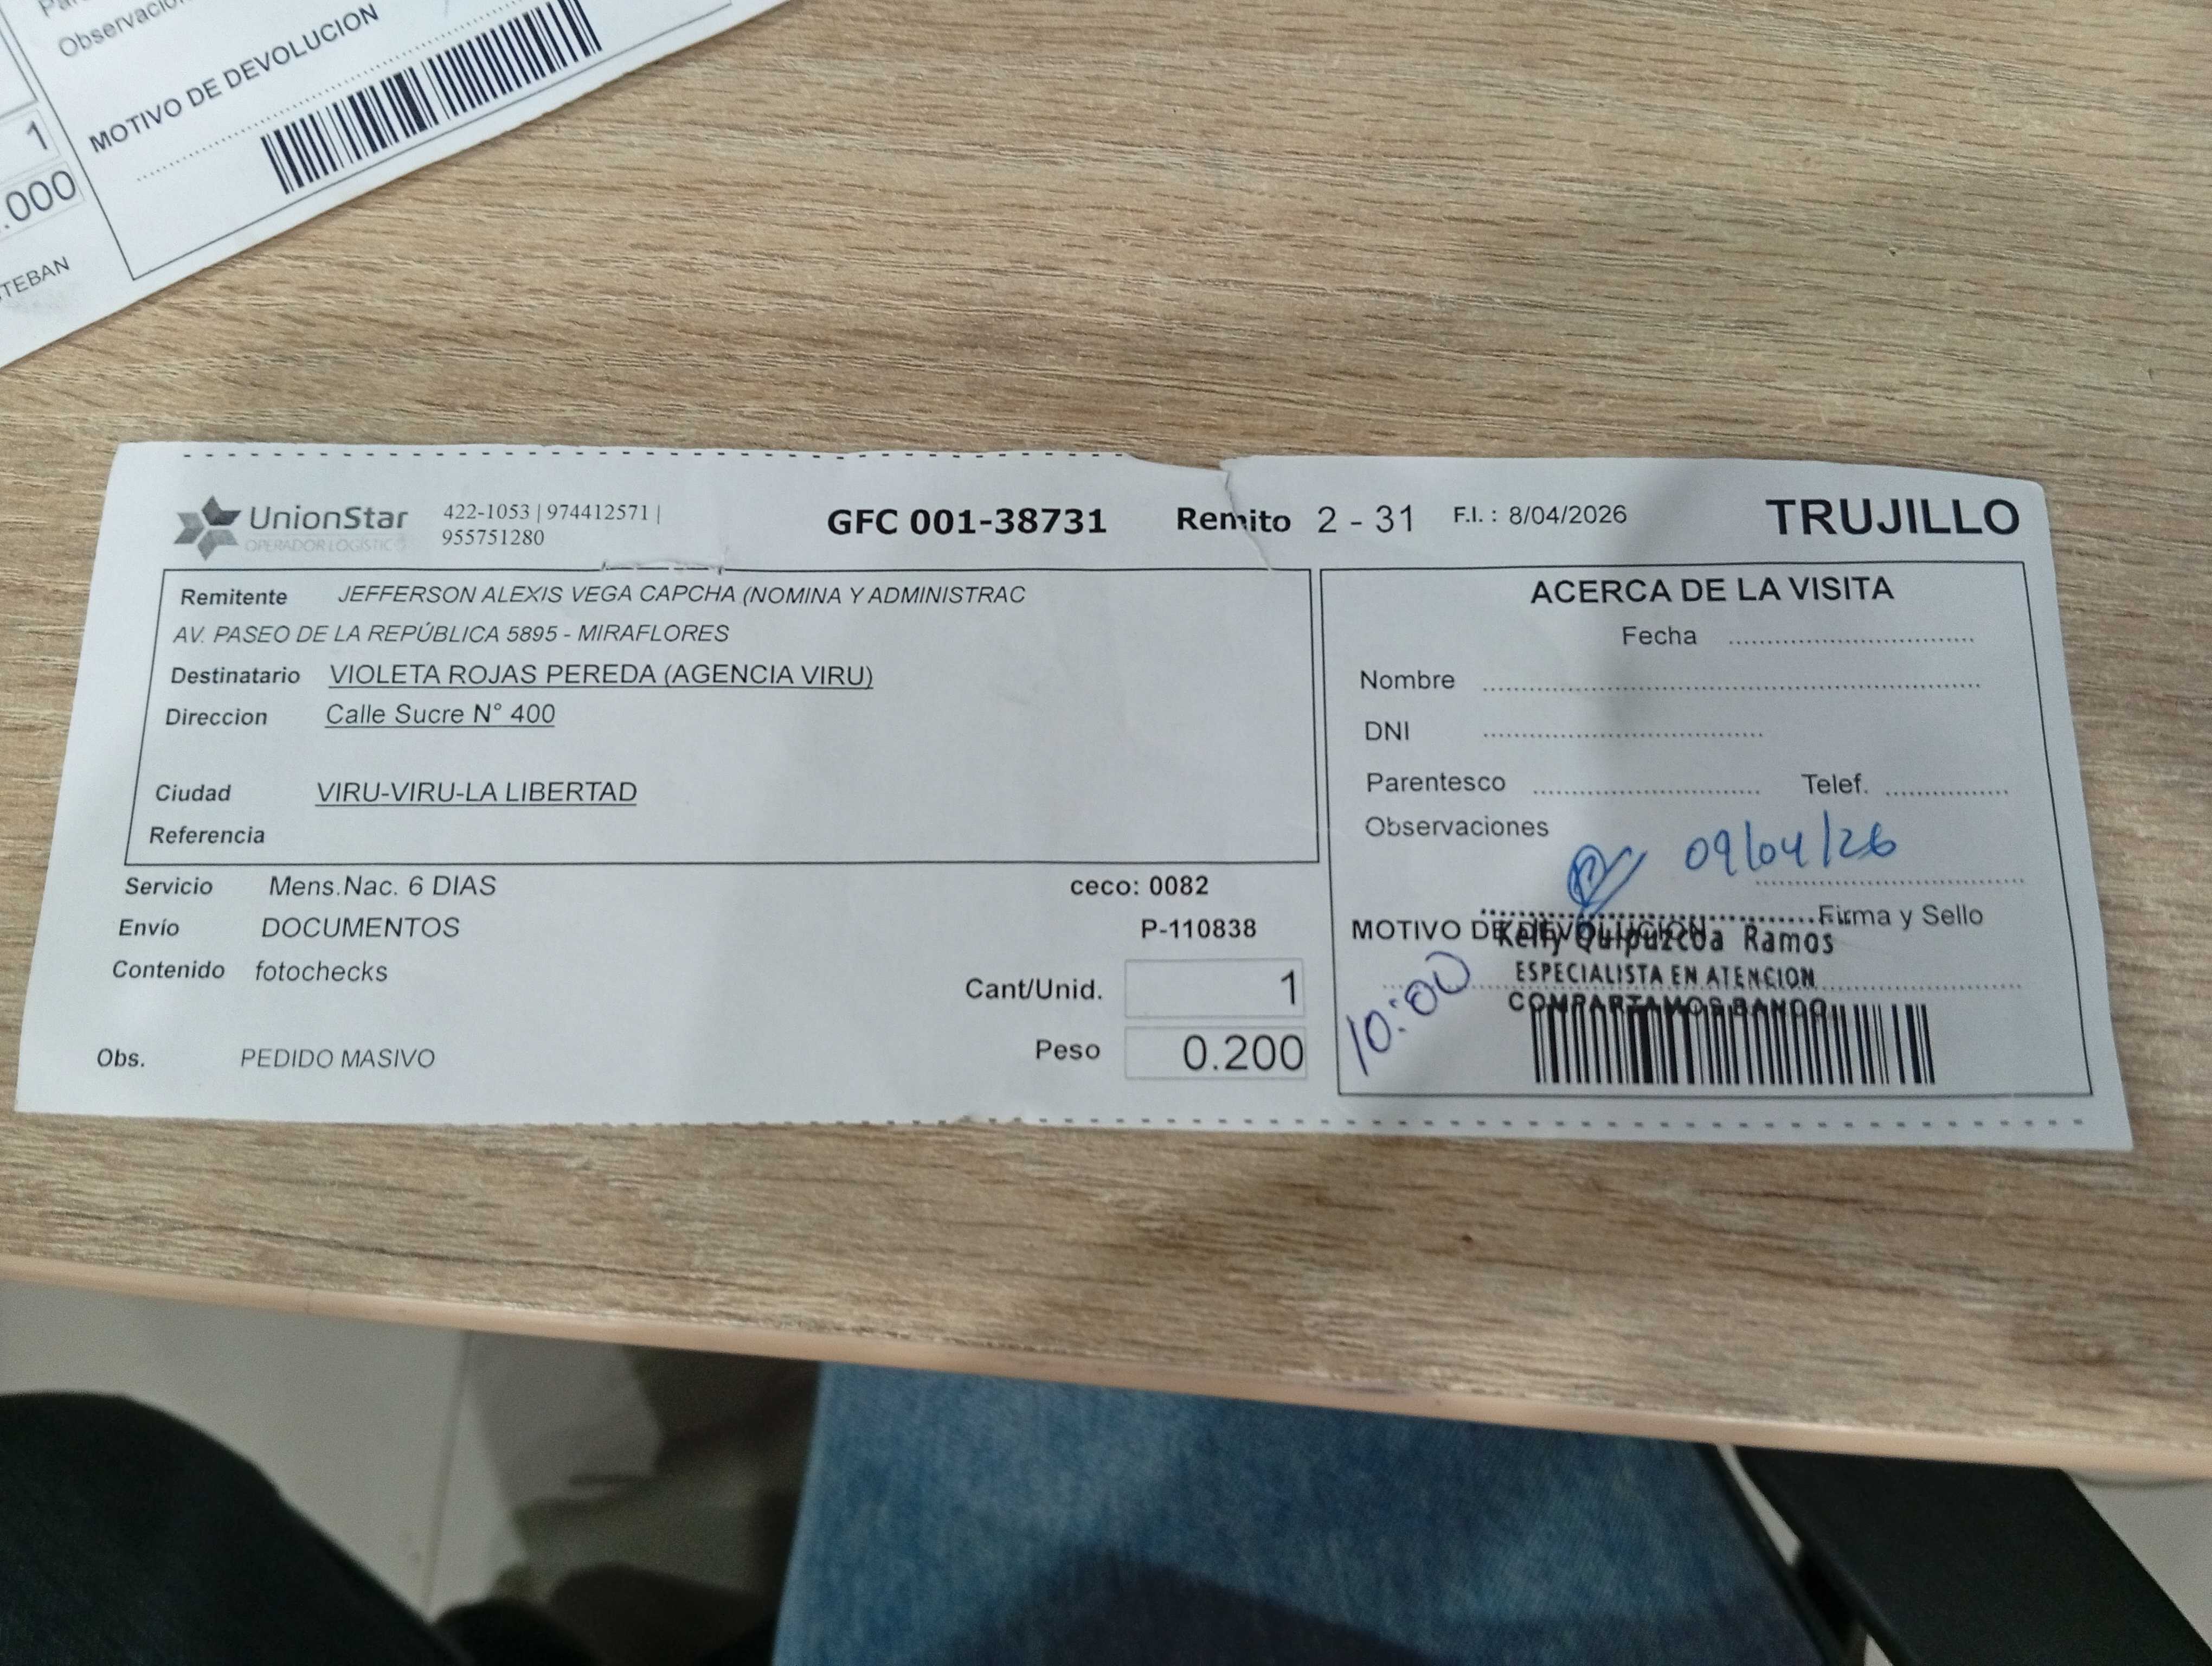 Observacio
MOTIVO DE DEVOLUCION
1
.000
TEBAN
UnionStar
OPERADOR LOGISTIC
422-1053 | 974412571 |
955751280
GFC 001-38731 Remito 2 - 31 F.I. : 8/04/2026 TRUJILLO
Remitente JEFFERSON ALEXIS VEGA CAPCHA (NOMINA Y ADMINISTRAC
AV. PASEO DE LA REPÚBLICA 5895 - MIRAFLORES
Destinatario VIOLETA ROJAS PEREDA (AGENCIA VIRU)
Direccion Calle Sucre N° 400
Ciudad VIRU-VIRU-LA LIBERTAD
Referencia
Servicio Mens.Nac. 6 DIAS ceco: 0082
Envío DOCUMENTOS P-110838
Contenido fotochecks Cant/Unid. 1
Obs. PEDIDO MASIVO Peso 0.200
ACERCA DE LA VISITA
Fecha
Nombre
DNI
Parentesco Telef.
Observaciones
09/04/26
Firma y Sello
MOTIVO DE DEVOLUCION
Kelly Quipuzcoa Ramos
ESPECIALISTA EN ATENCION
COMPARTAMOS BANCO
10:00